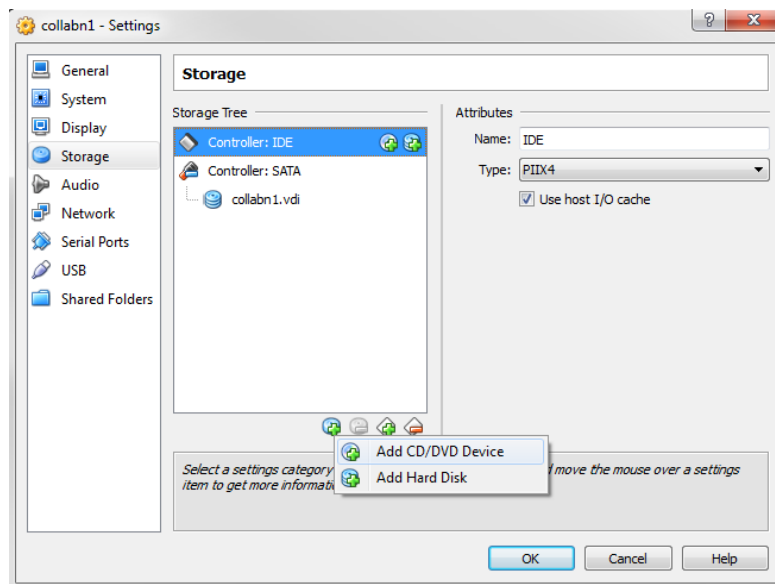 collabn1 - Settings
General
System
Display
Storage
Audio
Network
Serial Ports
USB
Shared Folders
Storage
Storage Tree
Controller: IDE
Controller: SATA
collabn1.vdi
Attributes
Name: IDE
Type: PIIX4
Use host I/O cache
Add CD/DVD Device
Add Hard Disk
Select a settings category move the mouse over a settings
item to get more
OK Cancel Help